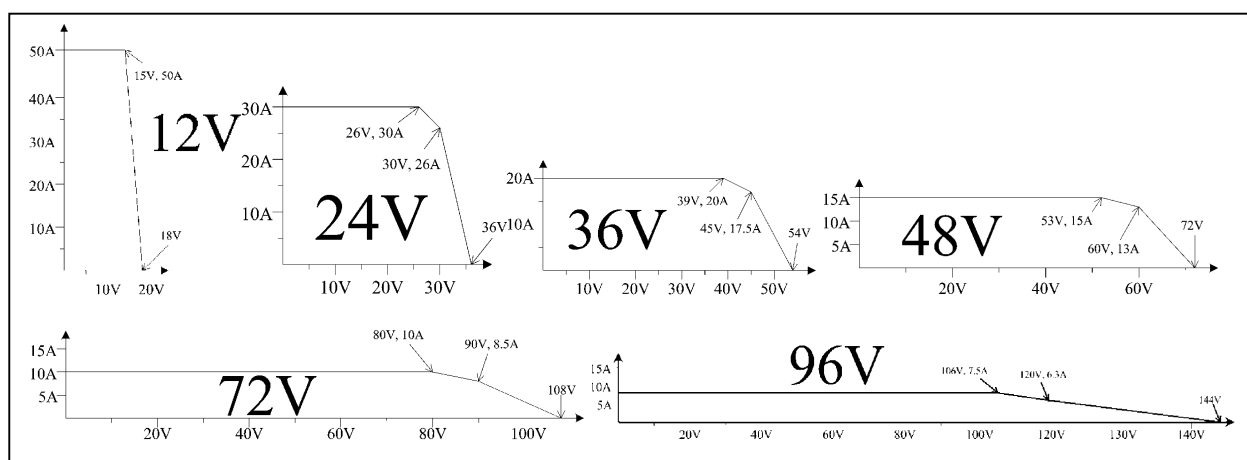 50A
40A
30A
20A
10A
15V, 50A
12V
18V
10V 20V
30A
20A
10A
26V, 30A
30V, 26A
24V
36V
10V 20V 30V
20A
10A
39V, 20A
45V, 17.5A
36V
54V
10V 20V 30V 40V 50V
15A
10A
5A
53V, 15A
60V, 13A
48V
72V
20V 40V 60V
15A
10A
5A
80V, 10A
90V, 8.5A
72V
108V
20V 40V 60V 80V 100V
15A
10A
5A
96V
106V, 7.5A
120V, 6.3A
144V
20V 40V 60V 80V 100V 120V 130V 140V